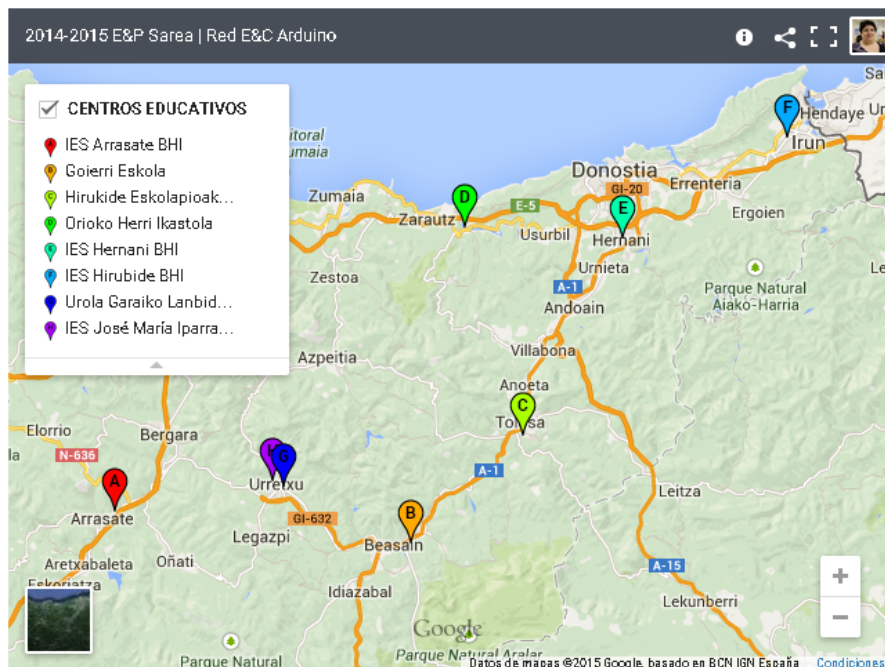 2014-2015 E&P Sarea | Red E&C Arduino
CENTROS EDUCATIVOS
A IES Arrasate BHI
B Goierri Eskola
C Hirukide Eskolapioak...
D Orioko Herri Ikastola
E IES Hernani BHI
F IES Hirubide BHI
Urola Garaiko Lanbid...
H IES José María Iparra...
F
Hendaye
Irun
Donostia
GI-20
Errenteria
Zumaia
D
Zarautz
E-5
E
Ergoien
Usurbil
Hernani
Zestoa
Urnieta
A-1
Parque Natural
Aiako-Harria
Andoain
Villabona
Azpeitia
Anoeta
C
Elorrio
Bergara
N-636
H
G
Urretxu
A-1
A
Leitza
Arrasate
GI-632
B
Legazpi
Beasain
Aretxabaleta
Oñati
A-15
Eskoriatza
Idiazabal
Lekunberri
+
−
Google
Parque Natural
Parque Natural Aralar
Datos de mapas ©2015 Google, basado en BCN IGN España
Condiciones